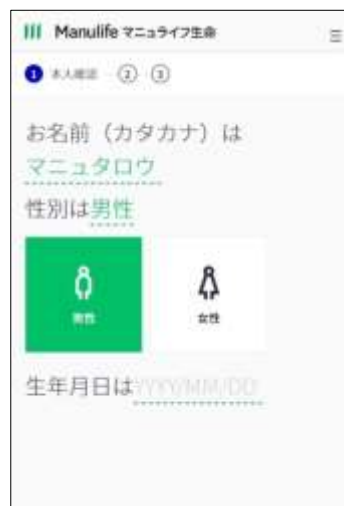 Manulife マニュライフ生命
1 本人確認 2 3
お名前（カタカナ）は
マニュタロウ
性別は男性
男性 女性
生年月日はYYYY/MM/DD